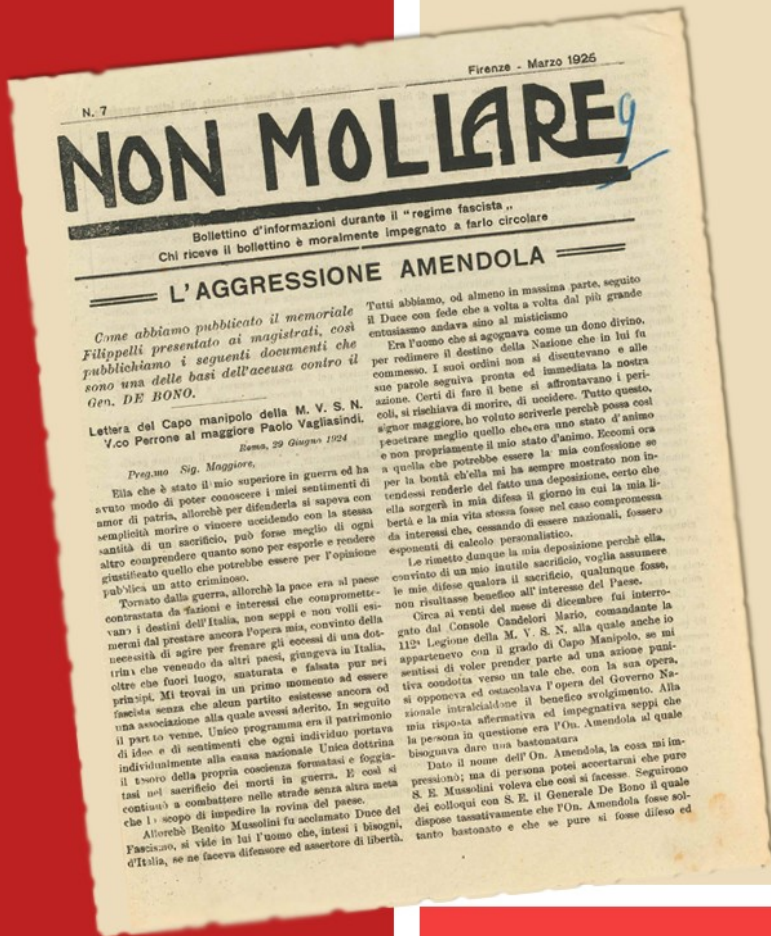 N. 7
Firenze - Marzo 1925
NON MOLLARE
9
Bollettino d'informazioni durante il "regime fascista „
Chi riceve il bollettino è moralmente impegnato a farlo circolare
L'AGGRESSIONE AMENDOLA
Come abbiamo pubblicato il memoriale
Filippelli presentato ai magistrati, così
pubblichiamo i seguenti documenti che
sono una delle basi dell'accusa contro il
Gen. DE BONO.
Lettera del Capo manipolo della M. V. S. N.
V.co Perrone al maggiore Paolo Vagliasindi.
Roma, 29 Giugno 1924
Preg.mo Sig. Maggiore,
Ella che è stato il mio superiore in guerra ed ha
avuto modo di poter conoscere i miei sentimenti di
amor di patria, allorchè per difenderla si sapeva con
semplicità morire o vincere uccidendo con la stessa
santità di un sacrificio, può forse meglio di ogni
altro comprendere quanto sono per esporle e rendere
giustificato quello che potrebbe essere per l'opinione
pubblica un atto criminoso.
Tornato dalla guerra, allorchè la pace era al paese
contrastata da fazioni e interessi che compromette-
vano i destini dell'Italia, non seppi e non volli esi-
mermi dal prestare ancora l'opera mia, convinto della
necessità di agire per frenare gli eccessi di una dot-
trina che venendo da altri paesi, giungeva in Italia,
oltre che fuori luogo, snaturata e falsata pur nei
principi. Mi trovai in un primo momento ad essere
fascista senza che alcun partito esistesse ancora od
una associazione alla quale avessi aderito. In seguito
il partito venne. Unico programma era il patrimonio
di idee e di sentimenti che ogni individuo portava
individualmente alla causa nazionale Unica dottrina
il tesoro della propria coscienza formatasi e foggia-
tasi nel sacrificio dei morti in guerra. E così si
continuò a combattere nelle strade senza altra meta
che lo scopo di impedire la rovina del paese.
Allorchè Benito Mussolini fu acclamato Duce del
Fascismo, si vide in lui l'uomo che, intesi i bisogni,
d'Italia, se ne faceva difensore ed assertore di libertà.
Tutti abbiamo, od almeno in massima parte, seguito
il Duce con fede che a volta a volta dal più grande
entusiasmo andava sino al misticismo
Era l'uomo che si agognava come un dono divino,
per redimere il destino della Nazione che in lui fu
commesso. I suoi ordini non si discutevano e alle
sue parole seguiva pronta ed immediata la nostra
azione. Certi di fare il bene si affrontavano i peri-
coli, si rischiava di morire, di uccidere. Tutto questo,
signor maggiore, ho voluto scriverle perchè possa così
penetrare meglio quello che era uno stato d'animo
e non propriamente il mio stato d'animo. Eccomi ora
a quella che potrebbe essere la mia confessione se
per la bontà ch'ella mi ha sempre mostrato non in-
tendessi renderle del fatto una deposizione, certo che
ella sorgerà in mia difesa il giorno in cui la mia li-
bertà e la mia vita stessa fosse nel caso compromessa
da interessi che, cessando di essere nazionali, fossero
esponenti di calcolo personalistico.
Le rimetto dunque la mia deposizione perchè ella,
convinto di un mio inutile sacrificio, voglia assumere
le mie difese qualora il sacrificio, qualunque fosse,
non risultasse benefico all'interesse del Paese.
Circa ai venti del mese di dicembre fui interro-
gato dal Console Candelori Mario, comandante la
112ª Legione della M. V. S. N. alla quale anche io
appartenevo con il grado di Capo Manipolo, se mi
sentissi di voler prender parte ad una azione puni-
tiva condotta verso un tale che, con la sua opera,
si opponeva ed ostacolava l'opera del Governo Na-
zionale intralciandone il benefico svolgimento. Alla
mia risposta affermativa ed impegnativa seppi che
la persona in questione era l'On. Amendola al quale
bisognava dare una bastonatura
Dato il nome dell'On. Amendola, la cosa mi im-
pressionò; ma di persona potei accertarmi che pure
S. E. Mussolini voleva che così si facesse. Seguirono
dei colloqui con S. E. il Generale De Bono il quale
dispose tassativamente che l'On. Amendola fosse sol-
tanto bastonato e che se pure si fosse difeso ed